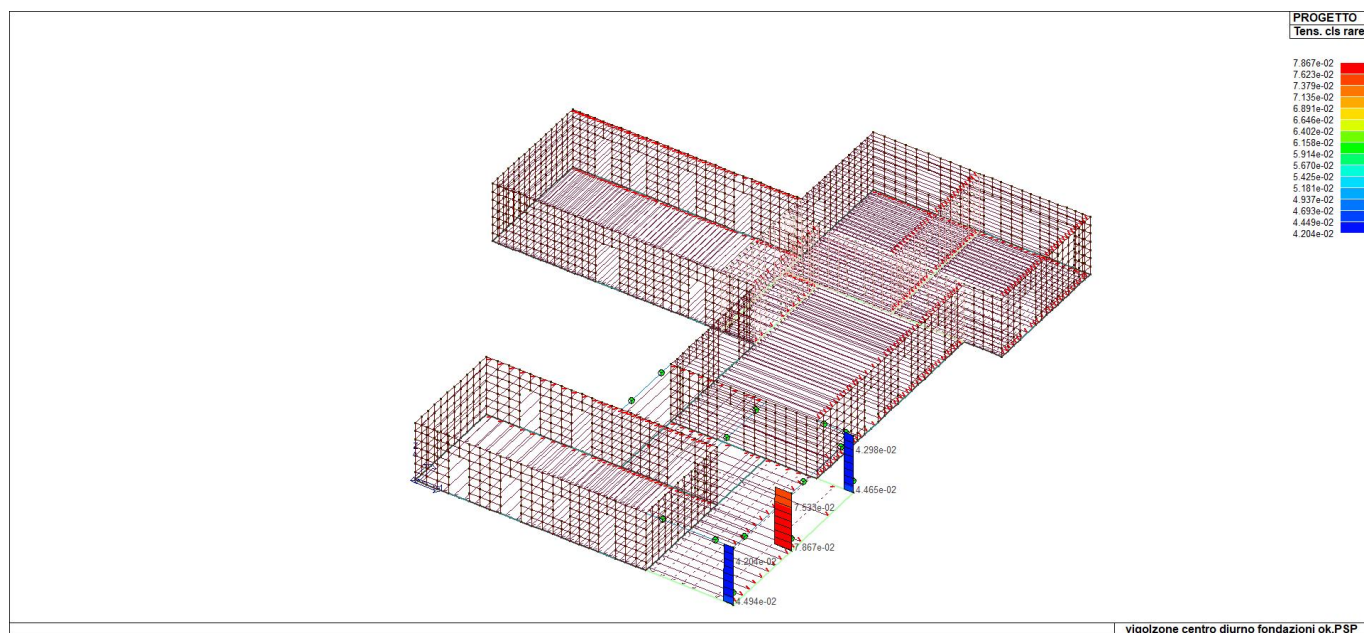 PROGETTO
Tens. cls rare
7.867e-02
7.623e-02
7.379e-02
7.135e-02
6.891e-02
6.646e-02
6.402e-02
6.158e-02
5.914e-02
5.670e-02
5.425e-02
5.181e-02
4.937e-02
4.693e-02
4.449e-02
4.204e-02
4.298e-02
4.465e-02
7.533e-02
7.867e-02
4.204e-02
4.494e-02
vigolzone centro diurno fondazioni ok.PSP